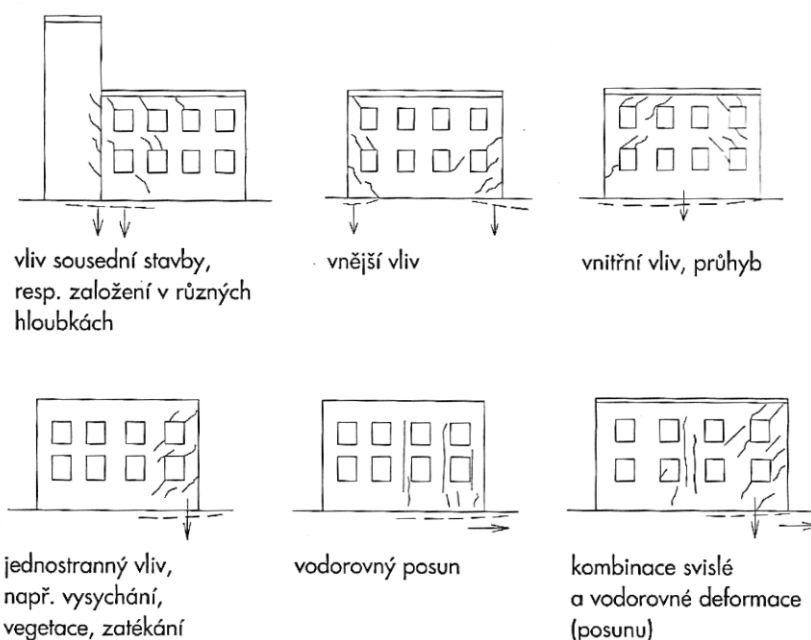 vliv sousední stavby,
resp. založení v různých
hloubkách
vnější vliv
vnitřní vliv, průhyb
jednostranný vliv,
např. vysychání,
vegetace, zatékání
vodorovný posun
kombinace svislé
a vodorovné deformace
(posunu)